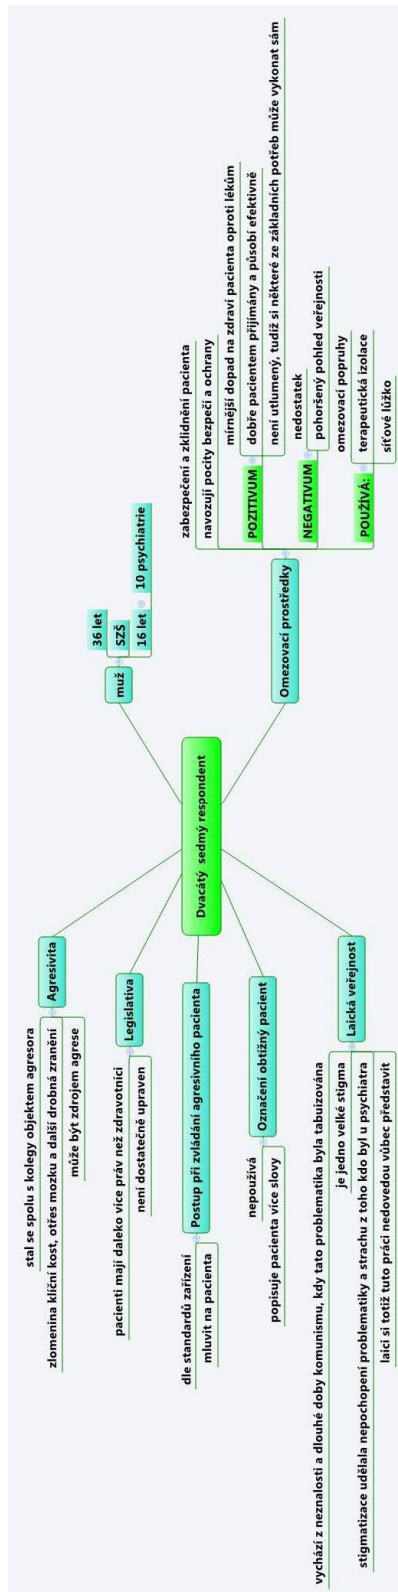 Dvacátý sedmý respondent
muž
36 let
SZŠ
16 let
10 psychiatrie
Omezovací prostředky
zabezpečení a zklidnění pacienta
navozují pocity bezpečí a ochrany
POZITIVUM
mírnější dopad na zdraví pacienta oproti lékům
dobře pacientem přijímány a působí efektivně
není utlumený, tudíž si některé ze základních potřeb může vykonat sám
NEGATIVUM
nedostatek
pohoršený pohled veřejnosti
POUŽÍVÁ:
omezovací popruhy
terapeutická izolace
síťové lůžko
Agresivita
stal se spolu s kolegy objektem agresora
zlomenina klíční kost, otřes mozku a další drobná zranění
může být zdrojem agrese
Legislativa
pacienti mají daleko více práv než zdravotníci
není dostatečně upraven
Postup při zvládání agresivního pacienta
dle standardů zařízení
mluvit na pacienta
Označení obtížný pacient
nepoužívá
popisuje pacienta více slovy
Laická veřejnost
vychází z neznalosti a dlouhé doby komunismu, kdy tato problematika byla tabuizována
je jedno velké stigma
stigmatizace udělala nepochopení problematiky a strachu z toho kdo byl u psychiatra
laici si totiž tuto práci nedovedou vůbec představit